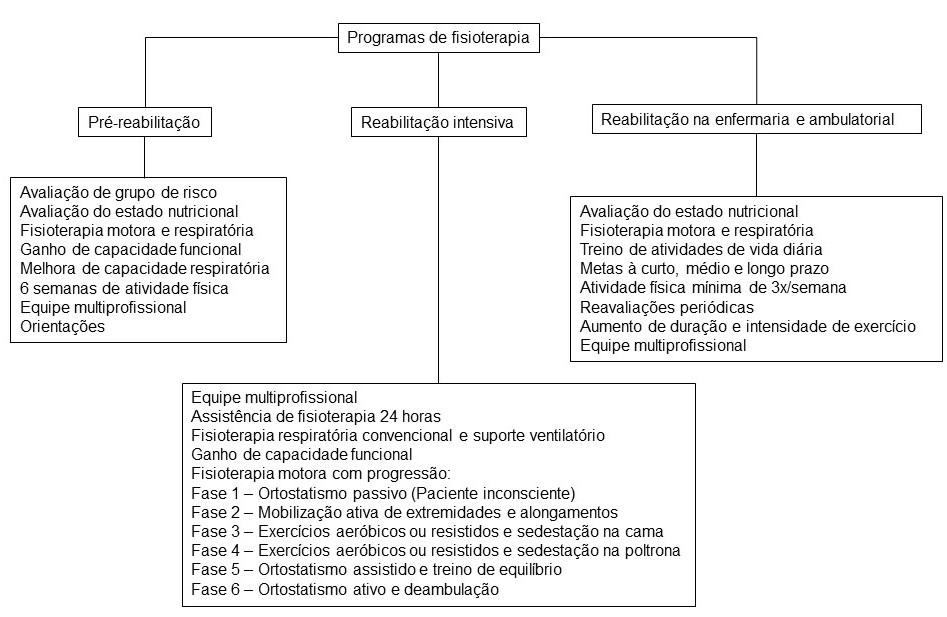 Programas de fisioterapia
Pré-reabilitação
Reabilitação intensiva
Reabilitação na enfermaria e ambulatorial
Avaliação de grupo de risco
Avaliação do estado nutricional
Fisioterapia motora e respiratória
Ganho de capacidade funcional
Melhora de capacidade respiratória
6 semanas de atividade física
Equipe multiprofissional
Orientações
Avaliação do estado nutricional
Fisioterapia motora e respiratória
Treino de atividades de vida diária
Metas à curto, médio e longo prazo
Atividade física mínima de 3x/semana
Reavaliações periódicas
Aumento de duração e intensidade de exercício
Equipe multiprofissional
Equipe multiprofissional
Assistência de fisioterapia 24 horas
Fisioterapia respiratória convencional e suporte ventilatório
Ganho de capacidade funcional
Fisioterapia motora com progressão:
Fase 1 – Ortostatismo passivo (Paciente inconsciente)
Fase 2 – Mobilização ativa de extremidades e alongamentos
Fase 3 – Exercícios aeróbicos ou resistidos e sedestação na cama
Fase 4 – Exercícios aeróbicos ou resistidos e sedestação na poltrona
Fase 5 – Ortostatismo assistido e treino de equilíbrio
Fase 6 – Ortostatismo ativo e deambulação